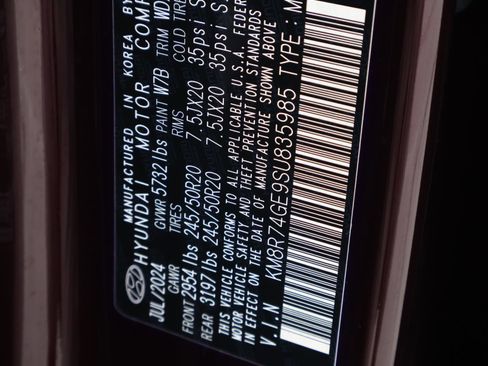 MANUFACTURED IN KOREA BY
HYUNDAI MOTOR COMP
JUL/2024 GVWR 5732 lbs PAINT W7B TRIM WD
GAWR TIRES RIMS COLD TIRE
FRONT 2954 lbs 245/50R20 7.5JX20 35psi S
REAR 3197 lbs 245/50R20 7.5JX20 35psi S
THIS VEHICLE CONFORMS TO ALL APPLICABLE U.S.A. FEDER
MOTOR VEHICLE SAFETY AND THEFT PREVENTION STANDARDS
IN EFFECT ON THE DATE OF MANUFACTURE SHOWN ABOVE
V.I.N KM8R74GE9SU835985 TYPE : M